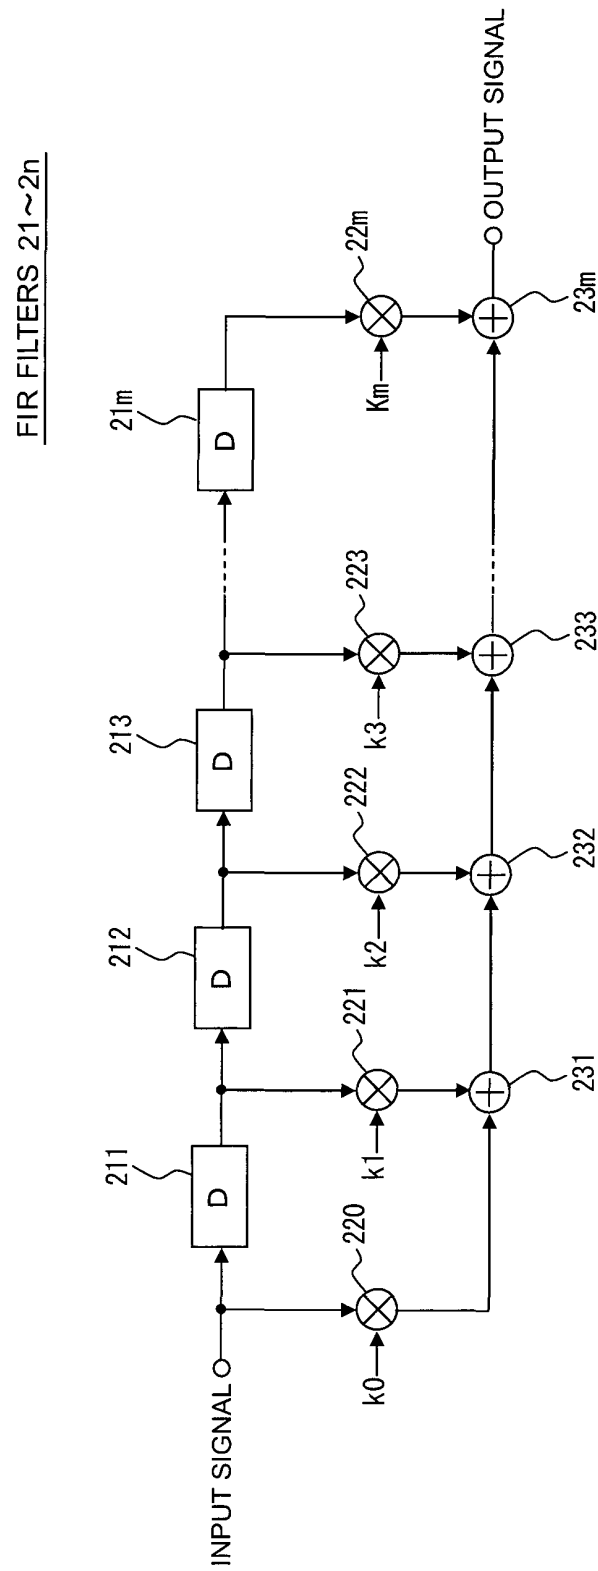 FIR FILTERS 21~2n
211
212
213
21m
D
D
D
D
INPUT SIGNAL
220
221
222
223
22m
k0
k1
k2
k3
Km
OUTPUT SIGNAL
231
232
233
23m